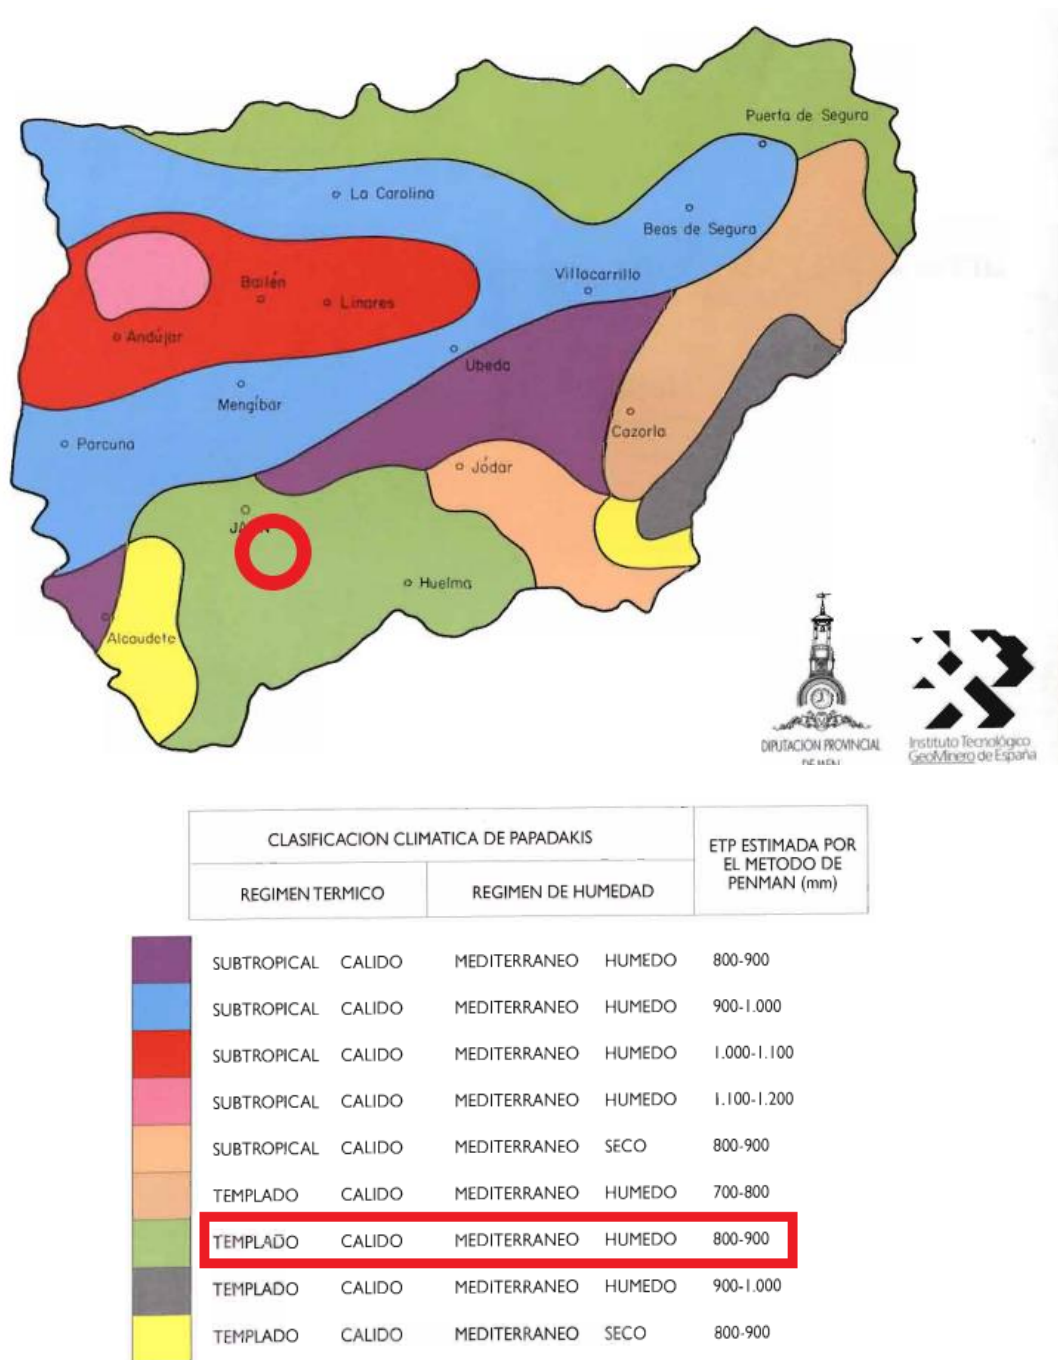 Puerta de Segura
La Carolina
Beas de Segura
Villacarrillo
Bailén
Linares
Andújar
Ubeda
Mengíbar
Cazorla
Porcuna
Jódar
Huelma
Alcaudete
DIPUTACION PROVINCIAL
Instituto Tecnológico
GeoMinero de España
CLASIFICACION CLIMATICA DE PAPADAKIS
ETP ESTIMADA POR
EL METODO DE
PENMAN (mm)
REGIMEN TERMICO REGIMEN DE HUMEDAD
SUBTROPICAL CALIDO MEDITERRANEO HUMEDO 800-900
SUBTROPICAL CALIDO MEDITERRANEO HUMEDO 900-1.000
SUBTROPICAL CALIDO MEDITERRANEO HUMEDO 1.000-1.100
SUBTROPICAL CALIDO MEDITERRANEO HUMEDO 1.100-1.200
SUBTROPICAL CALIDO MEDITERRANEO SECO 800-900
TEMPLADO CALIDO MEDITERRANEO HUMEDO 700-800
TEMPLADO CALIDO MEDITERRANEO HUMEDO 800-900
TEMPLADO CALIDO MEDITERRANEO HUMEDO 900-1.000
TEMPLADO CALIDO MEDITERRANEO SECO 800-900